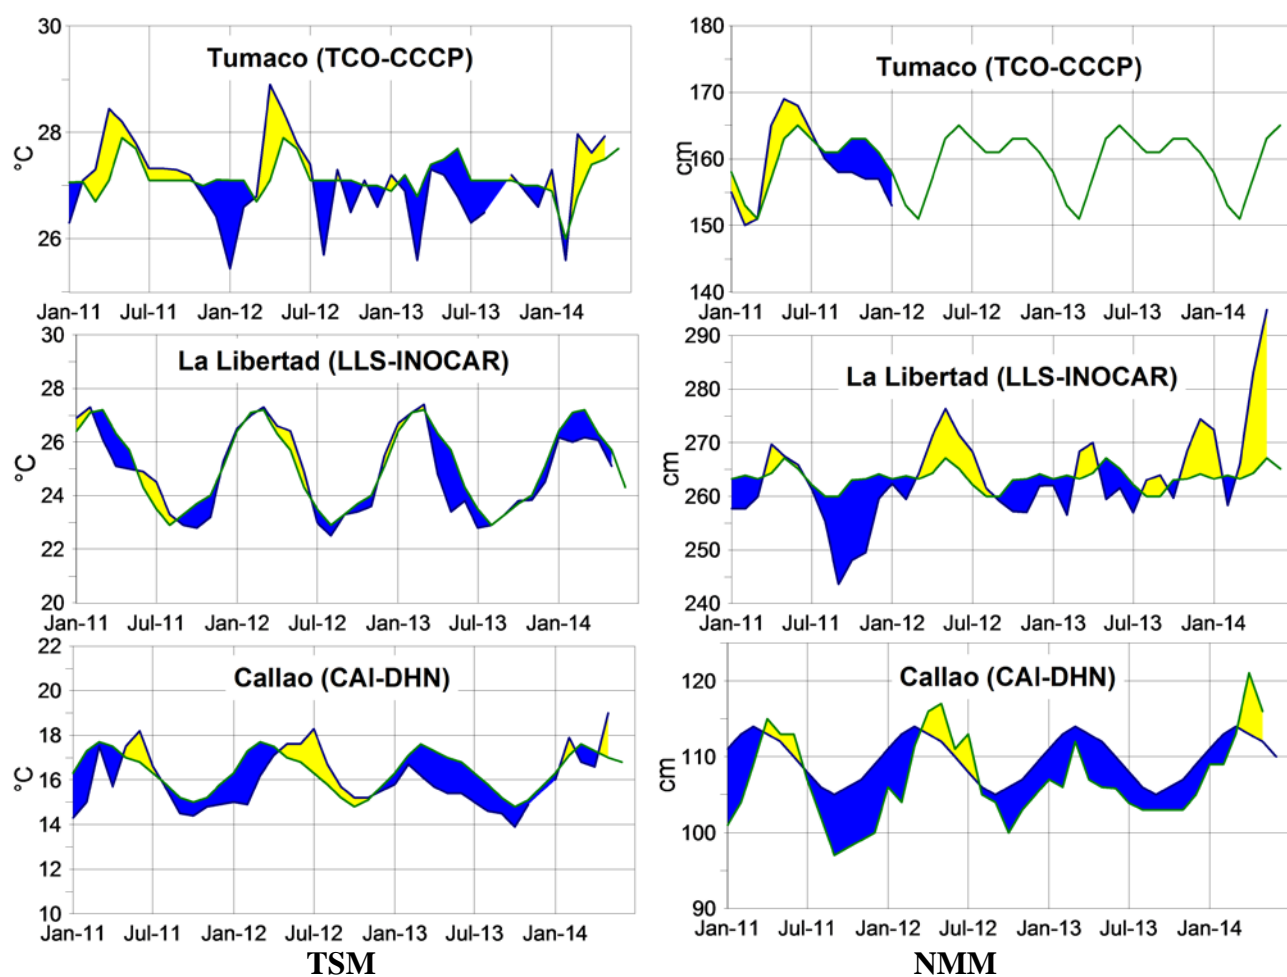 Tumaco (TCO-CCCP)
°C
30
28
26
Jan-11 Jul-11 Jan-12 Jul-12 Jan-13 Jul-13 Jan-14
Tumaco (TCO-CCCP)
cm
180
170
160
150
140
Jan-11 Jul-11 Jan-12 Jul-12 Jan-13 Jul-13 Jan-14
La Libertad (LLS-INOCAR)
°C
30
28
26
24
22
20
Jan-11 Jul-11 Jan-12 Jul-12 Jan-13 Jul-13 Jan-14
La Libertad (LLS-INOCAR)
cm
290
280
270
260
250
240
Jan-11 Jul-11 Jan-12 Jul-12 Jan-13 Jul-13 Jan-14
Callao (CAl-DHN)
°C
22
20
18
16
14
12
10
Jan-11 Jul-11 Jan-12 Jul-12 Jan-13 Jul-13 Jan-14
TSM
Callao (CAl-DHN)
cm
120
110
100
90
Jan-11 Jul-11 Jan-12 Jul-12 Jan-13 Jul-13 Jan-14
NMM